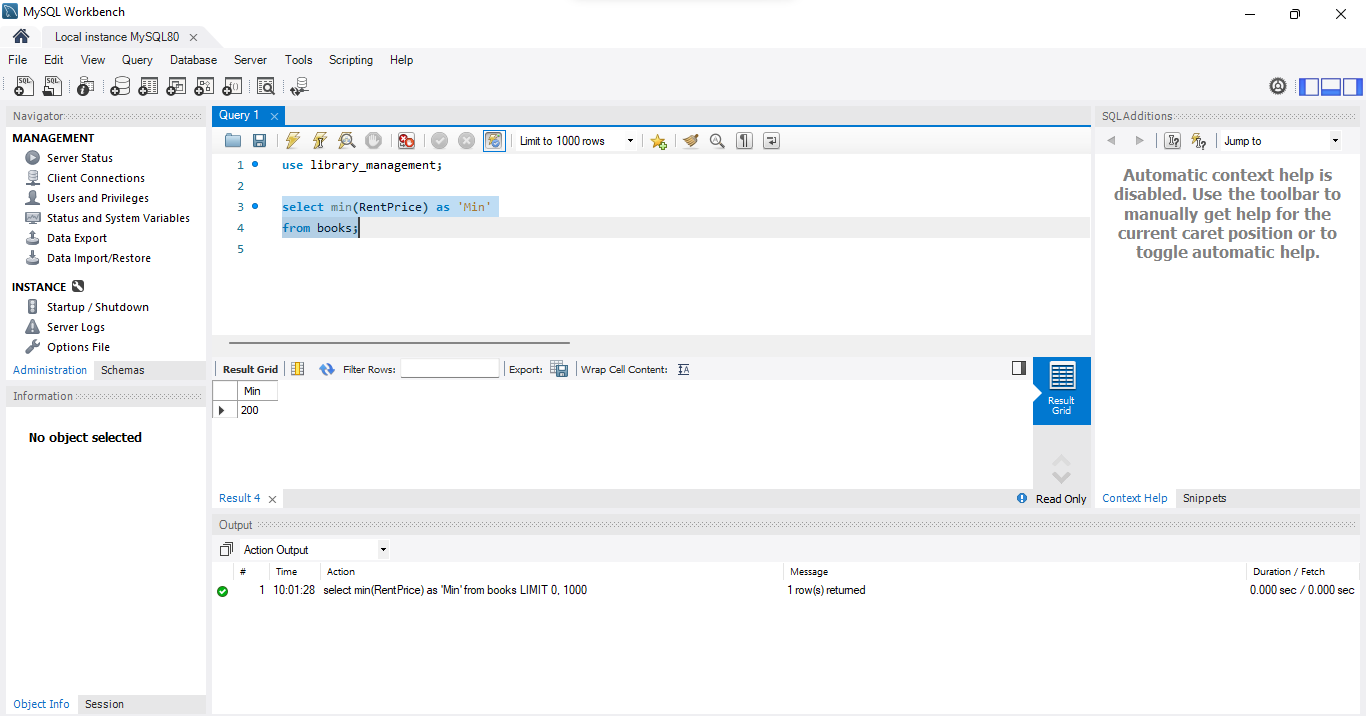 MySQL Workbench
Local instance MySQL80
File Edit View Query Database Server Tools Scripting Help
Navigator
MANAGEMENT
Server Status
Client Connections
Users and Privileges
Status and System Variables
Data Export
Data Import/Restore
INSTANCE
Startup / Shutdown
Server Logs
Options File
Administration Schemas
Information
No object selected
Object Info Session
Query 1
Limit to 1000 rows
1 use library_management;
2
3 select min(RentPrice) as 'Min'
4 from books;
5
Result Grid Filter Rows: Export: Wrap Cell Content:
Min
200
Result
Grid
Result 4 Read Only
SQLAdditions
Jump to
Automatic context help is
disabled. Use the toolbar to
manually get help for the
current caret position or to
toggle automatic help.
Context Help Snippets
Output
Action Output
# Time Action Message Duration / Fetch
1 10:01:28 select min(RentPrice) as 'Min' from books LIMIT 0, 1000 1 row(s) returned 0.000 sec / 0.000 sec